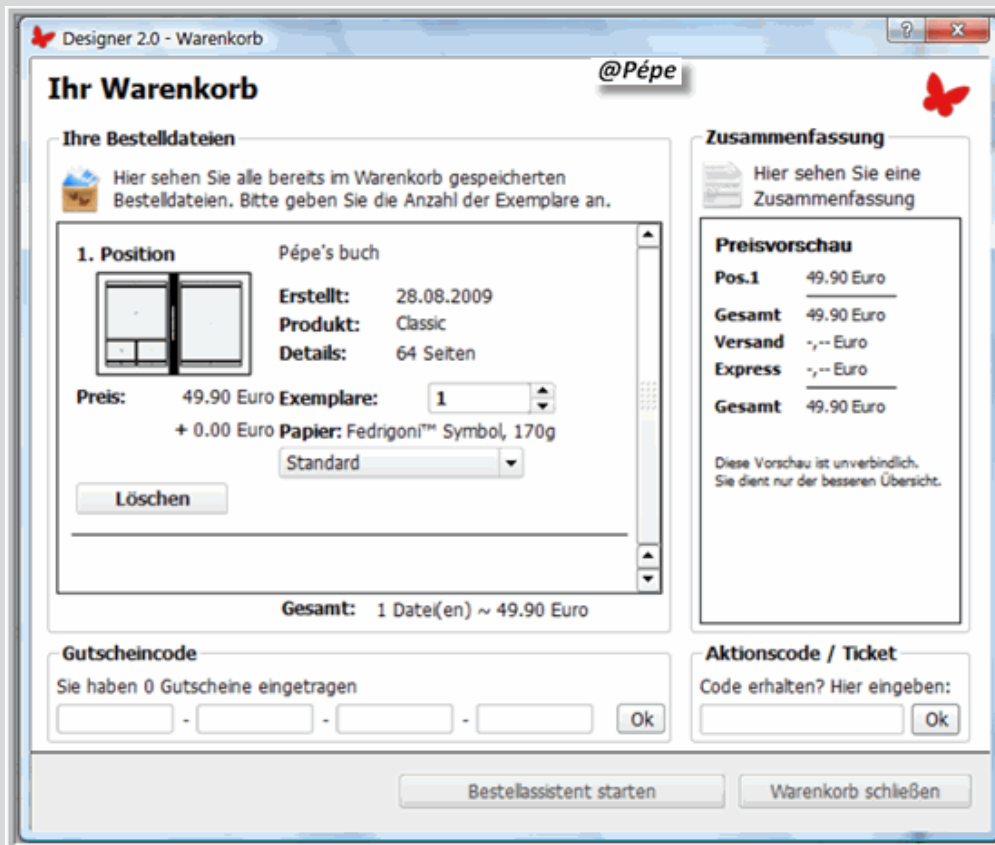 Designer 2.0 - Warenkorb
@Pépe
Ihr Warenkorb
Ihre Bestelldateien
Hier sehen Sie alle bereits im Warenkorb gespeicherten
Bestelldateien. Bitte geben Sie die Anzahl der Exemplare an.
1. Position
Pépe's buch
Erstellt: 28.08.2009
Produkt: Classic
Details: 64 Seiten
Preis: 49.90 Euro Exemplare: 1
+ 0.00 Euro Papier: Fedrigoni™ Symbol, 170g
Standard
Löschen
Gesamt: 1 Datei(en) ~ 49.90 Euro
Zusammenfassung
Hier sehen Sie eine
Zusammenfassung
Preisvorschau
Pos.1 49.90 Euro
Gesamt 49.90 Euro
Versand -,-- Euro
Express -,-- Euro
Gesamt 49.90 Euro
Diese Vorschau ist unverbindlich.
Sie dient nur der besseren Übersicht.
Gutscheincode
Sie haben 0 Gutscheine eingetragen
- - - Ok
Aktionscode / Ticket
Code erhalten? Hier eingeben:
Ok
Bestellassistent starten
Warenkorb schließen